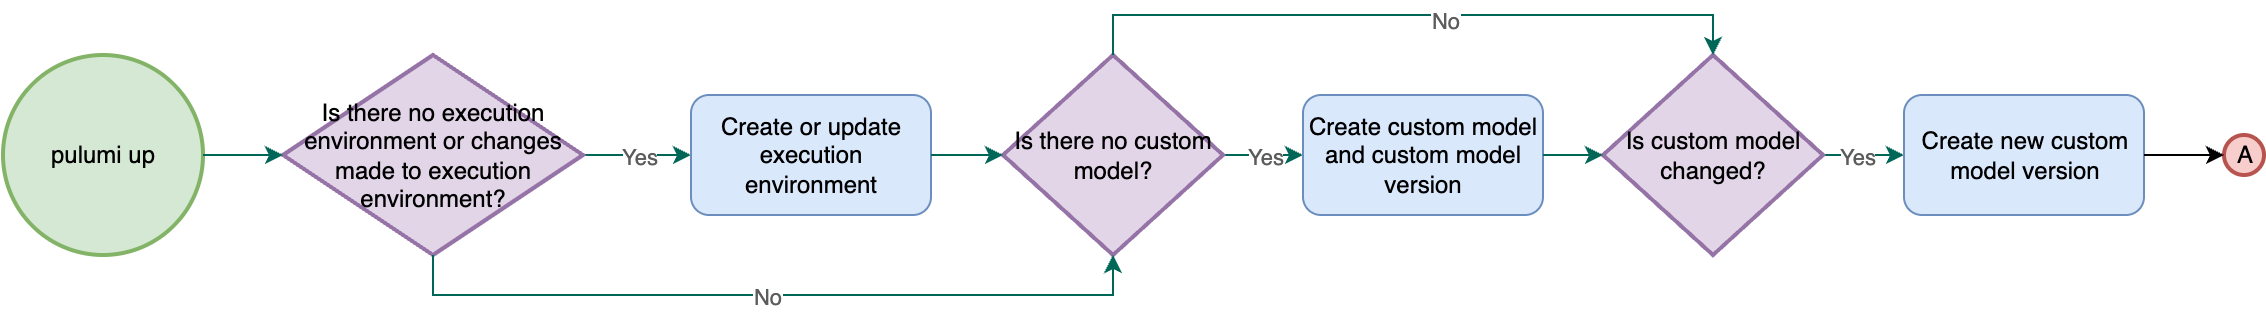 pulumi up
Is there no execution
environment or changes
made to execution
environment?
Yes
No
Create or update
execution
environment
Is there no custom
model?
Yes
No
Create custom model
and custom model
version
Is custom model
changed?
Yes
Create new custom
model version
A